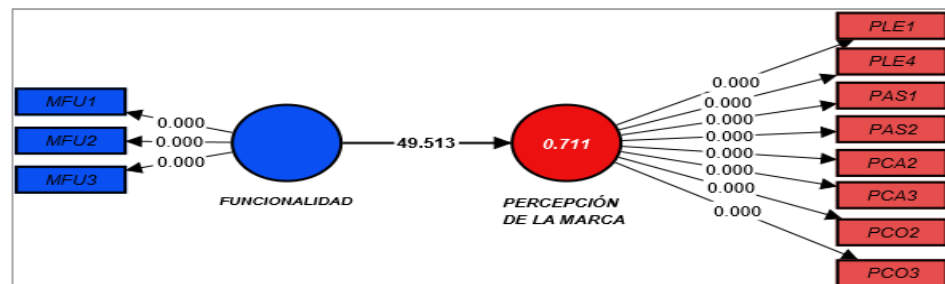 MFU1
MFU2
MFU3
0.000
0.000
0.000
FUNCIONALIDAD
49.513
0.711
PERCEPCIÓN
DE LA MARCA
0.000
0.000
0.000
0.000
0.000
0.000
0.000
0.000
PLE1
PLE4
PAS1
PAS2
PCA2
PCA3
PCO2
PCO3